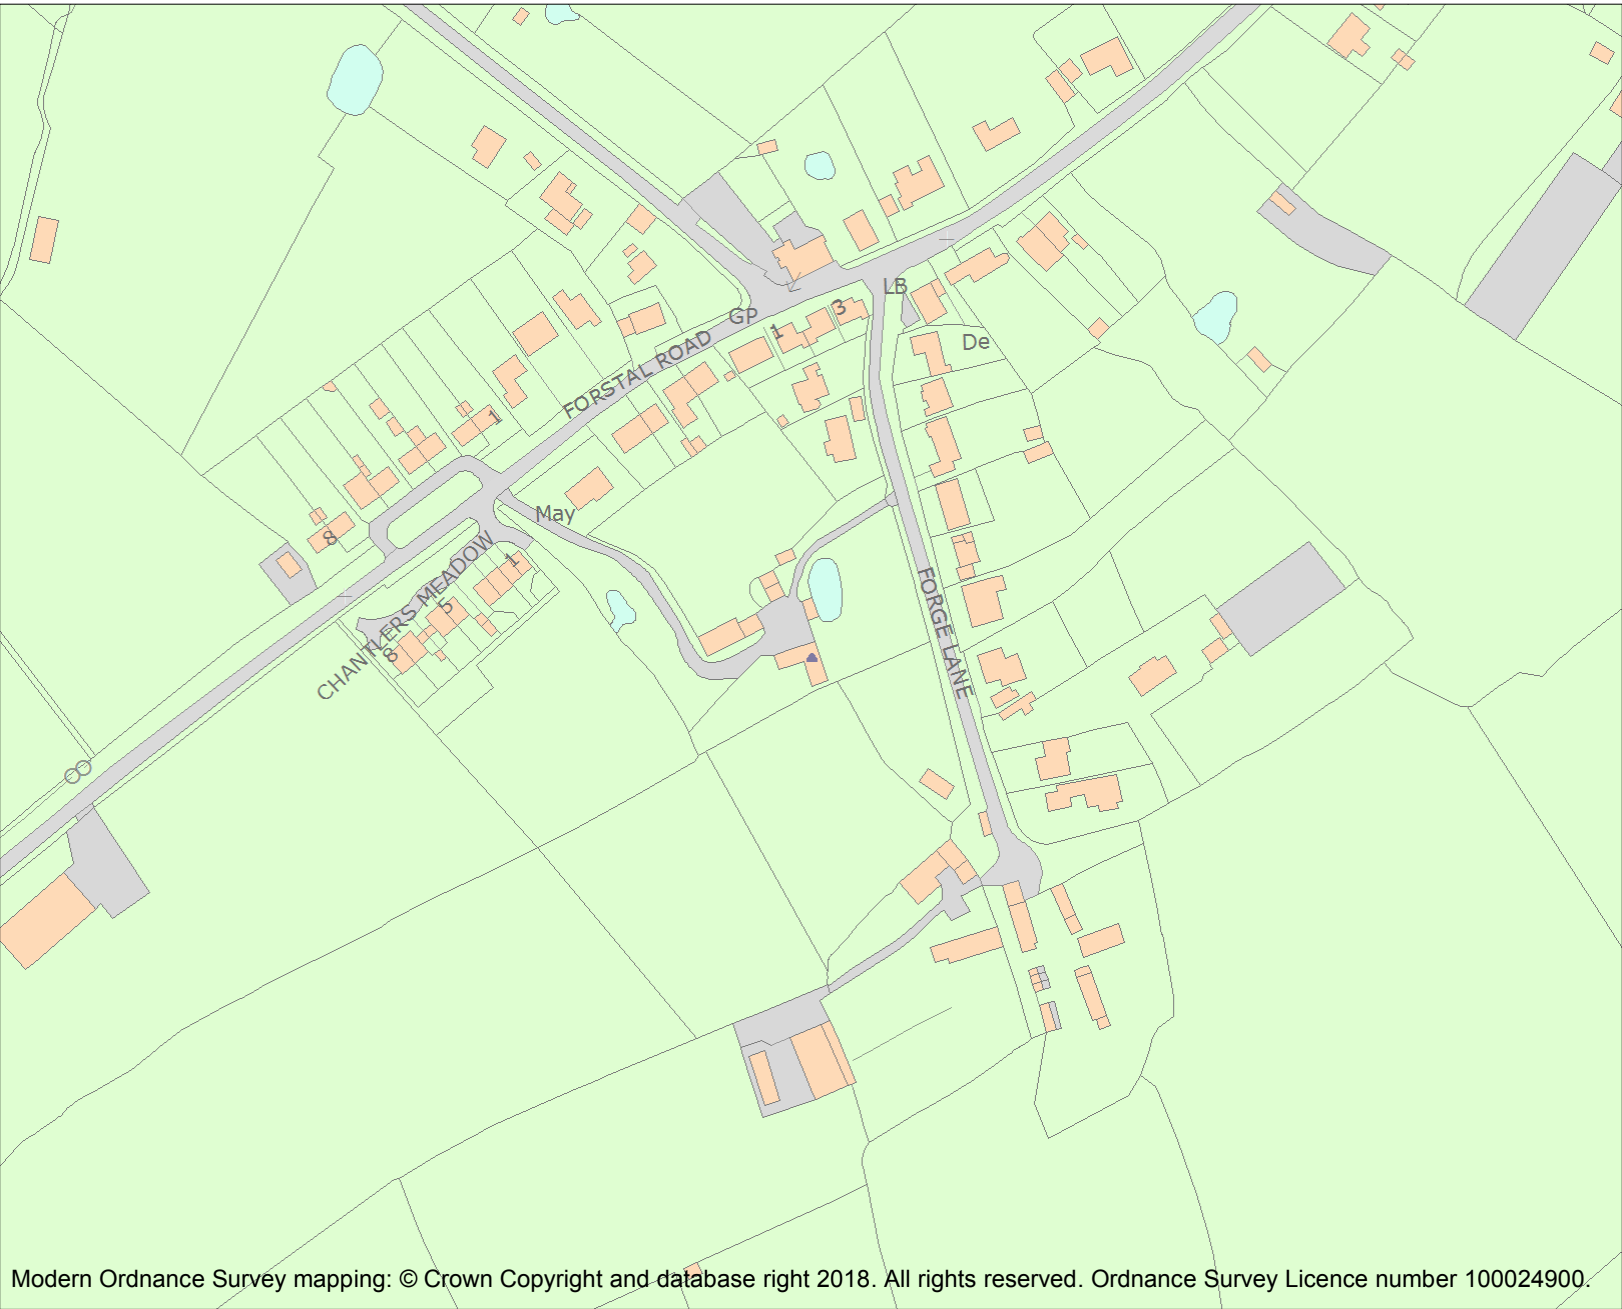 LB
3
GP
1
De
FORSTAL ROAD
1
May
8
CHANTLERS MEADOW
1
5
8
FORGE LANE
CO
Modern Ordnance Survey mapping: © Crown Copyright and database right 2018. All rights reserved. Ordnance Survey Licence number 100024900.